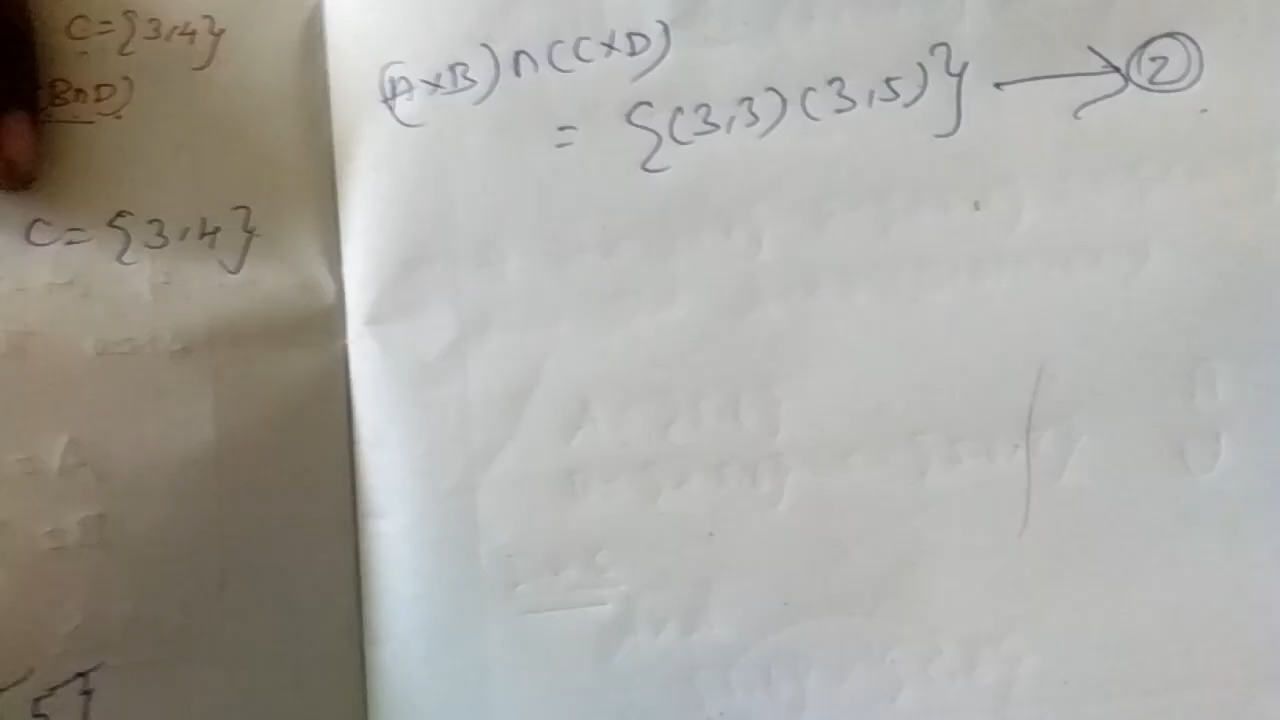 C={3,4}
B∩D)
C={3,4}
(A×B)∩(C×D)
= {(3,3)(3,5)} → ②